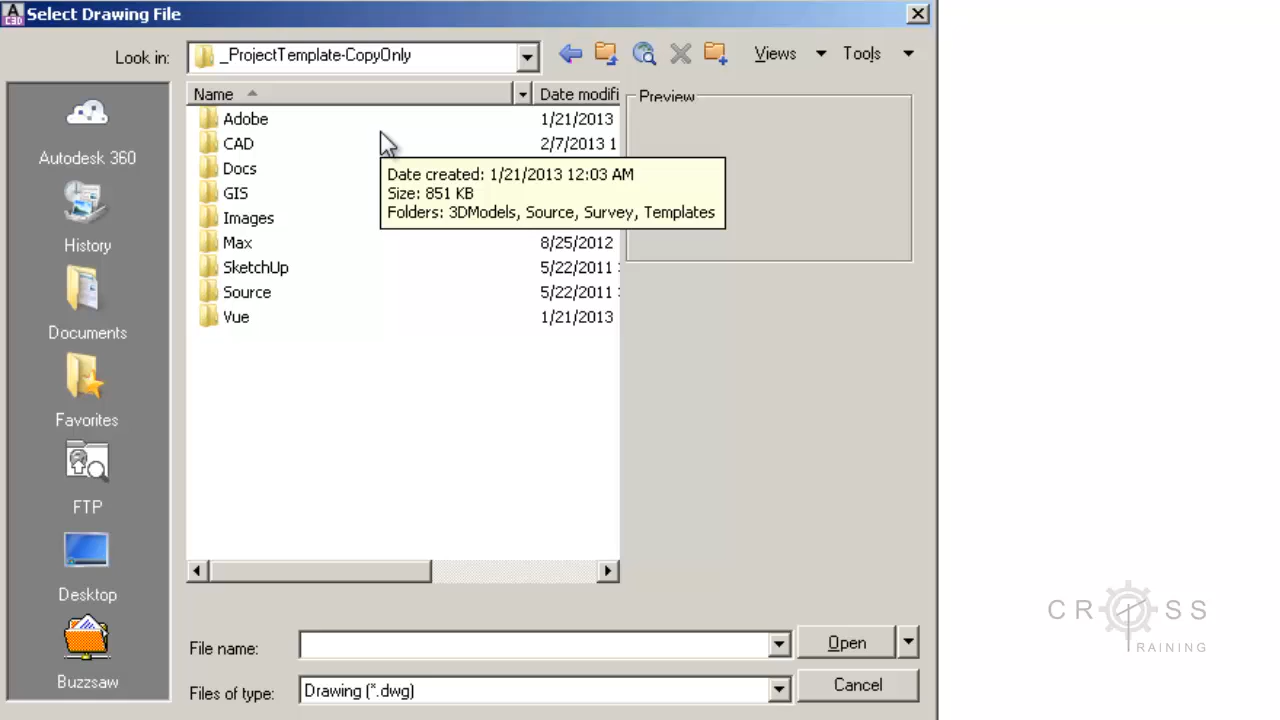 Select Drawing File
Look in: _ProjectTemplate-CopyOnly Views Tools
Name Date modifi Preview
Adobe 1/21/2013
CAD 2/7/2013 1
Docs
GIS
Images
Max 8/25/2012
SketchUp 5/22/2011
Source 5/22/2011
Vue 1/21/2013
Date created: 1/21/2013 12:03 AM
Size: 851 KB
Folders: 3DModels, Source, Survey, Templates
Autodesk 360
History
Documents
Favorites
FTP
Desktop
Buzzsaw
File name: Open
Files of type: Drawing (*.dwg) Cancel
CROSS
TRAINING